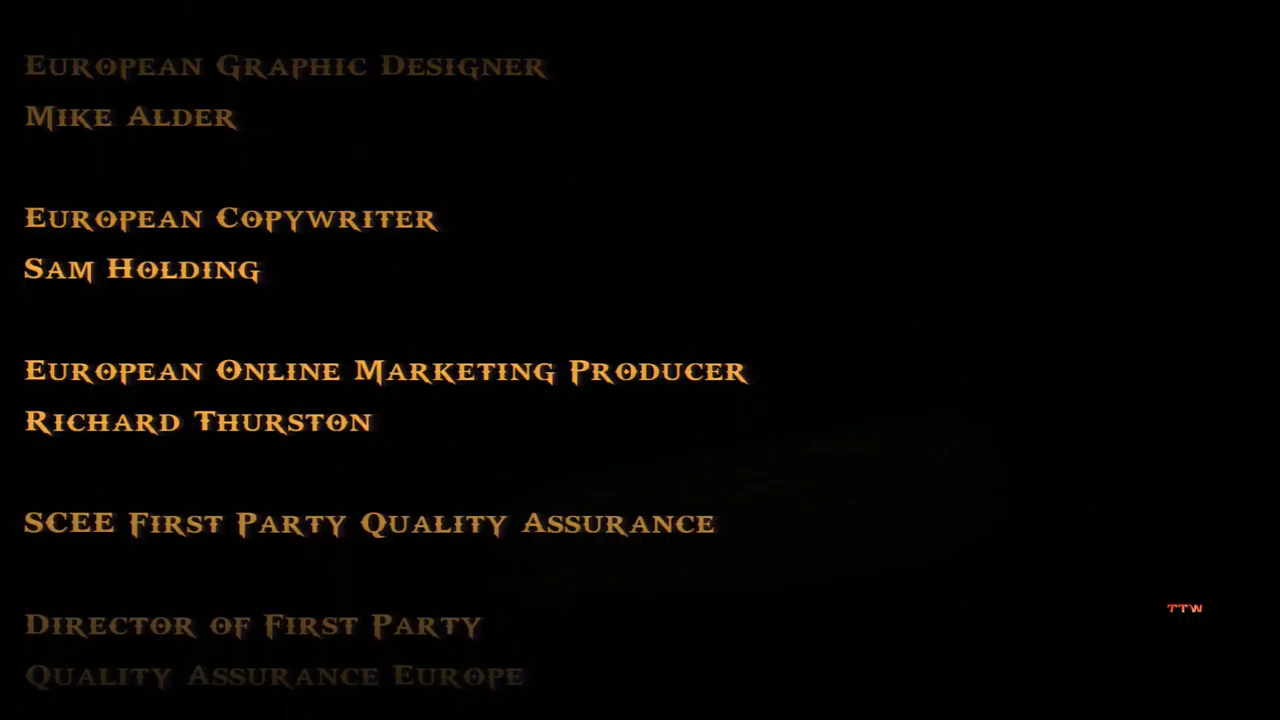 European Graphic Designer
Mike Alder
European Copywriter
Sam Holding
European Online Marketing Producer
Richard Thurston
SCEE First Party Quality Assurance
Director of First Party
Quality Assurance Europe
TTW